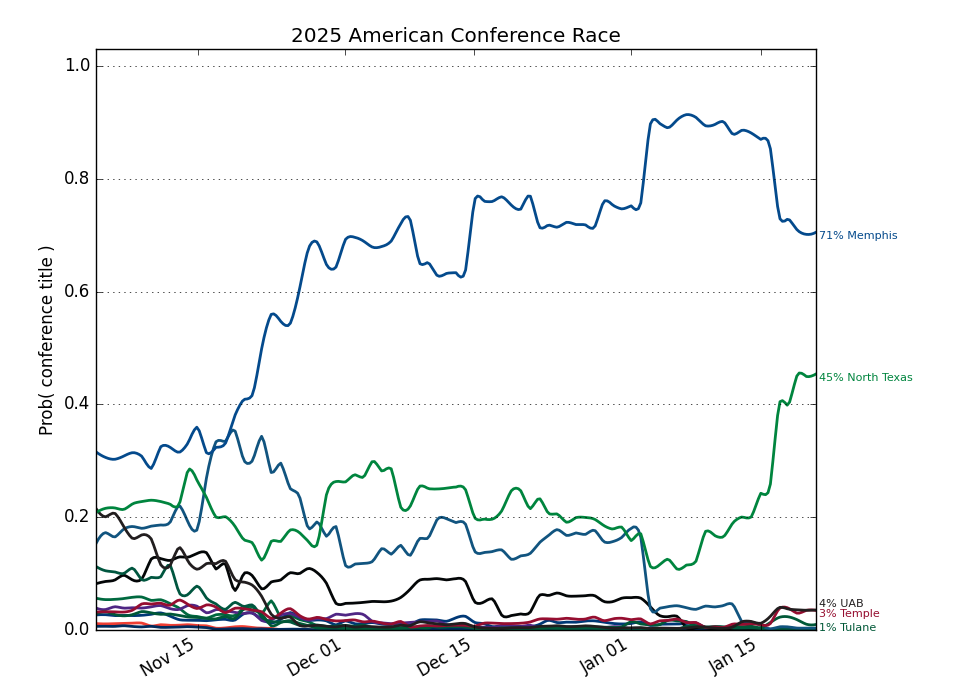 2025 American Conference Race
1.0
0.8
0.6
0.4
0.2
0.0
Prob( conference title )
71% Memphis
45% North Texas
4% UAB
3% Temple
1% Tulane
Nov 15
Dec 01
Dec 15
Jan 01
Jan 15